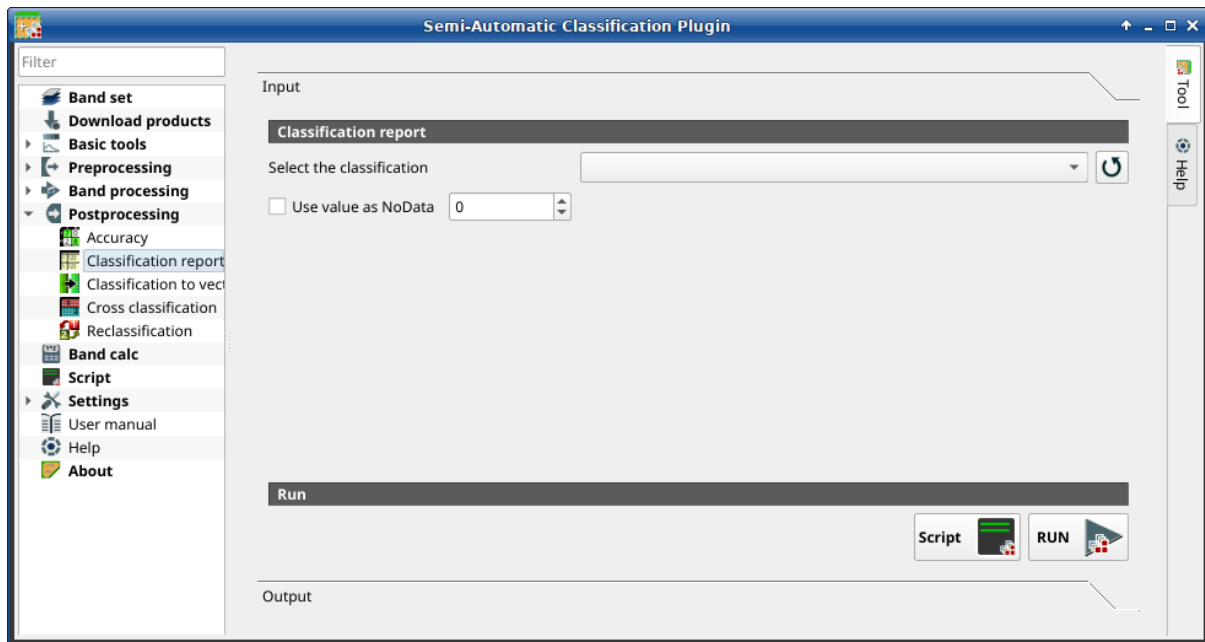 Semi-Automatic Classification Plugin
Filter
Band set
Download products
Basic tools
Preprocessing
Band processing
Postprocessing
Accuracy
Classification report
Classification to vect
Cross classification
Reclassification
Band calc
Script
Settings
User manual
Help
About
Input
Classification report
Select the classification
Use value as NoData 0
Run
Script RUN
Output
Tool
Help